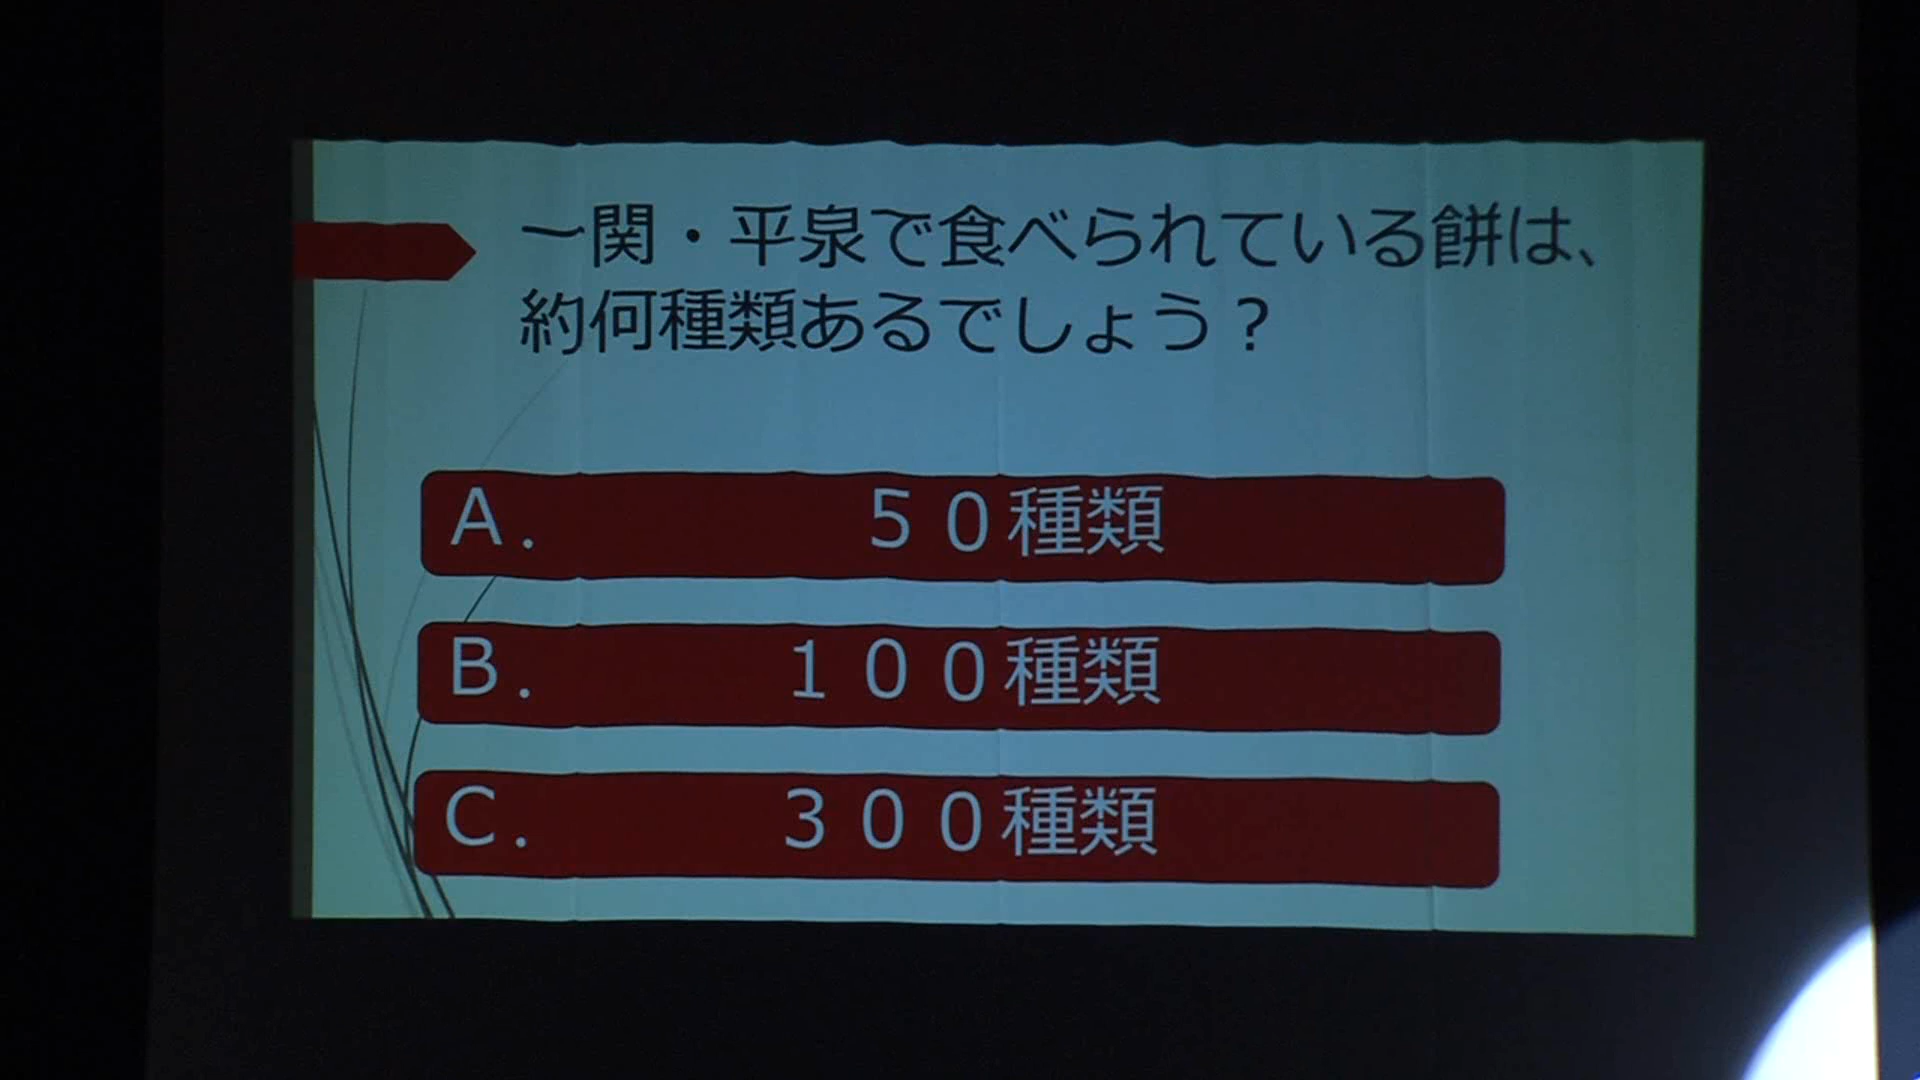 一関・平泉で食べられている餅は、
約何種類あるでしょう？
A． ５０種類
B． １００種類
C． ３００種類